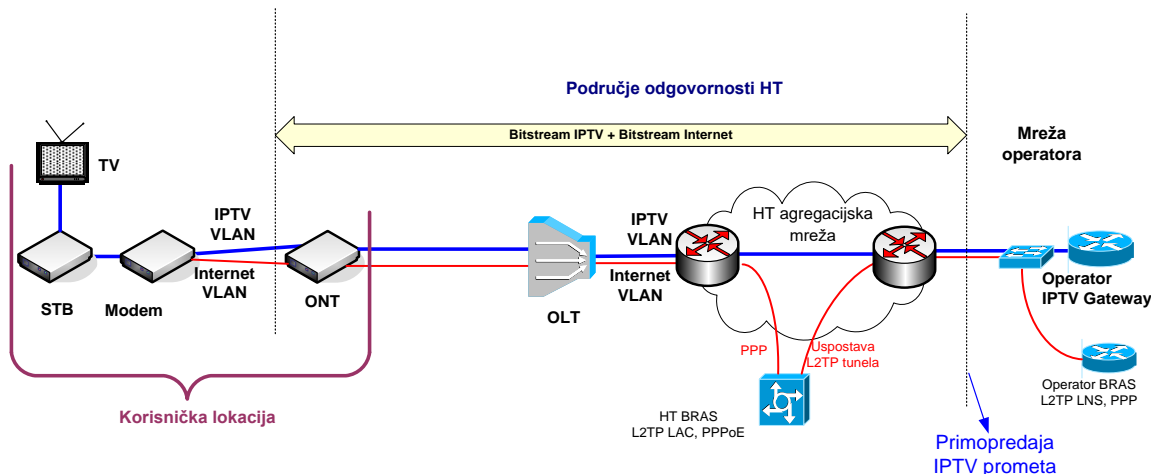 Područje odgovornosti HT
Bitstream IPTV + Bitstream Internet
Mreža
operatora
TV
IPTV
VLAN
Internet
VLAN
STB
Modem
ONT
OLT
IPTV
VLAN
Internet
VLAN
HT agregacijska
mreža
Operator
IPTV Gateway
PPP
Uspostava
L2TP tunela
HT BRAS
L2TP LAC, PPPoE
Operator BRAS
L2TP LNS, PPP
Korisnička lokacija
Primopredaja
IPTV prometa